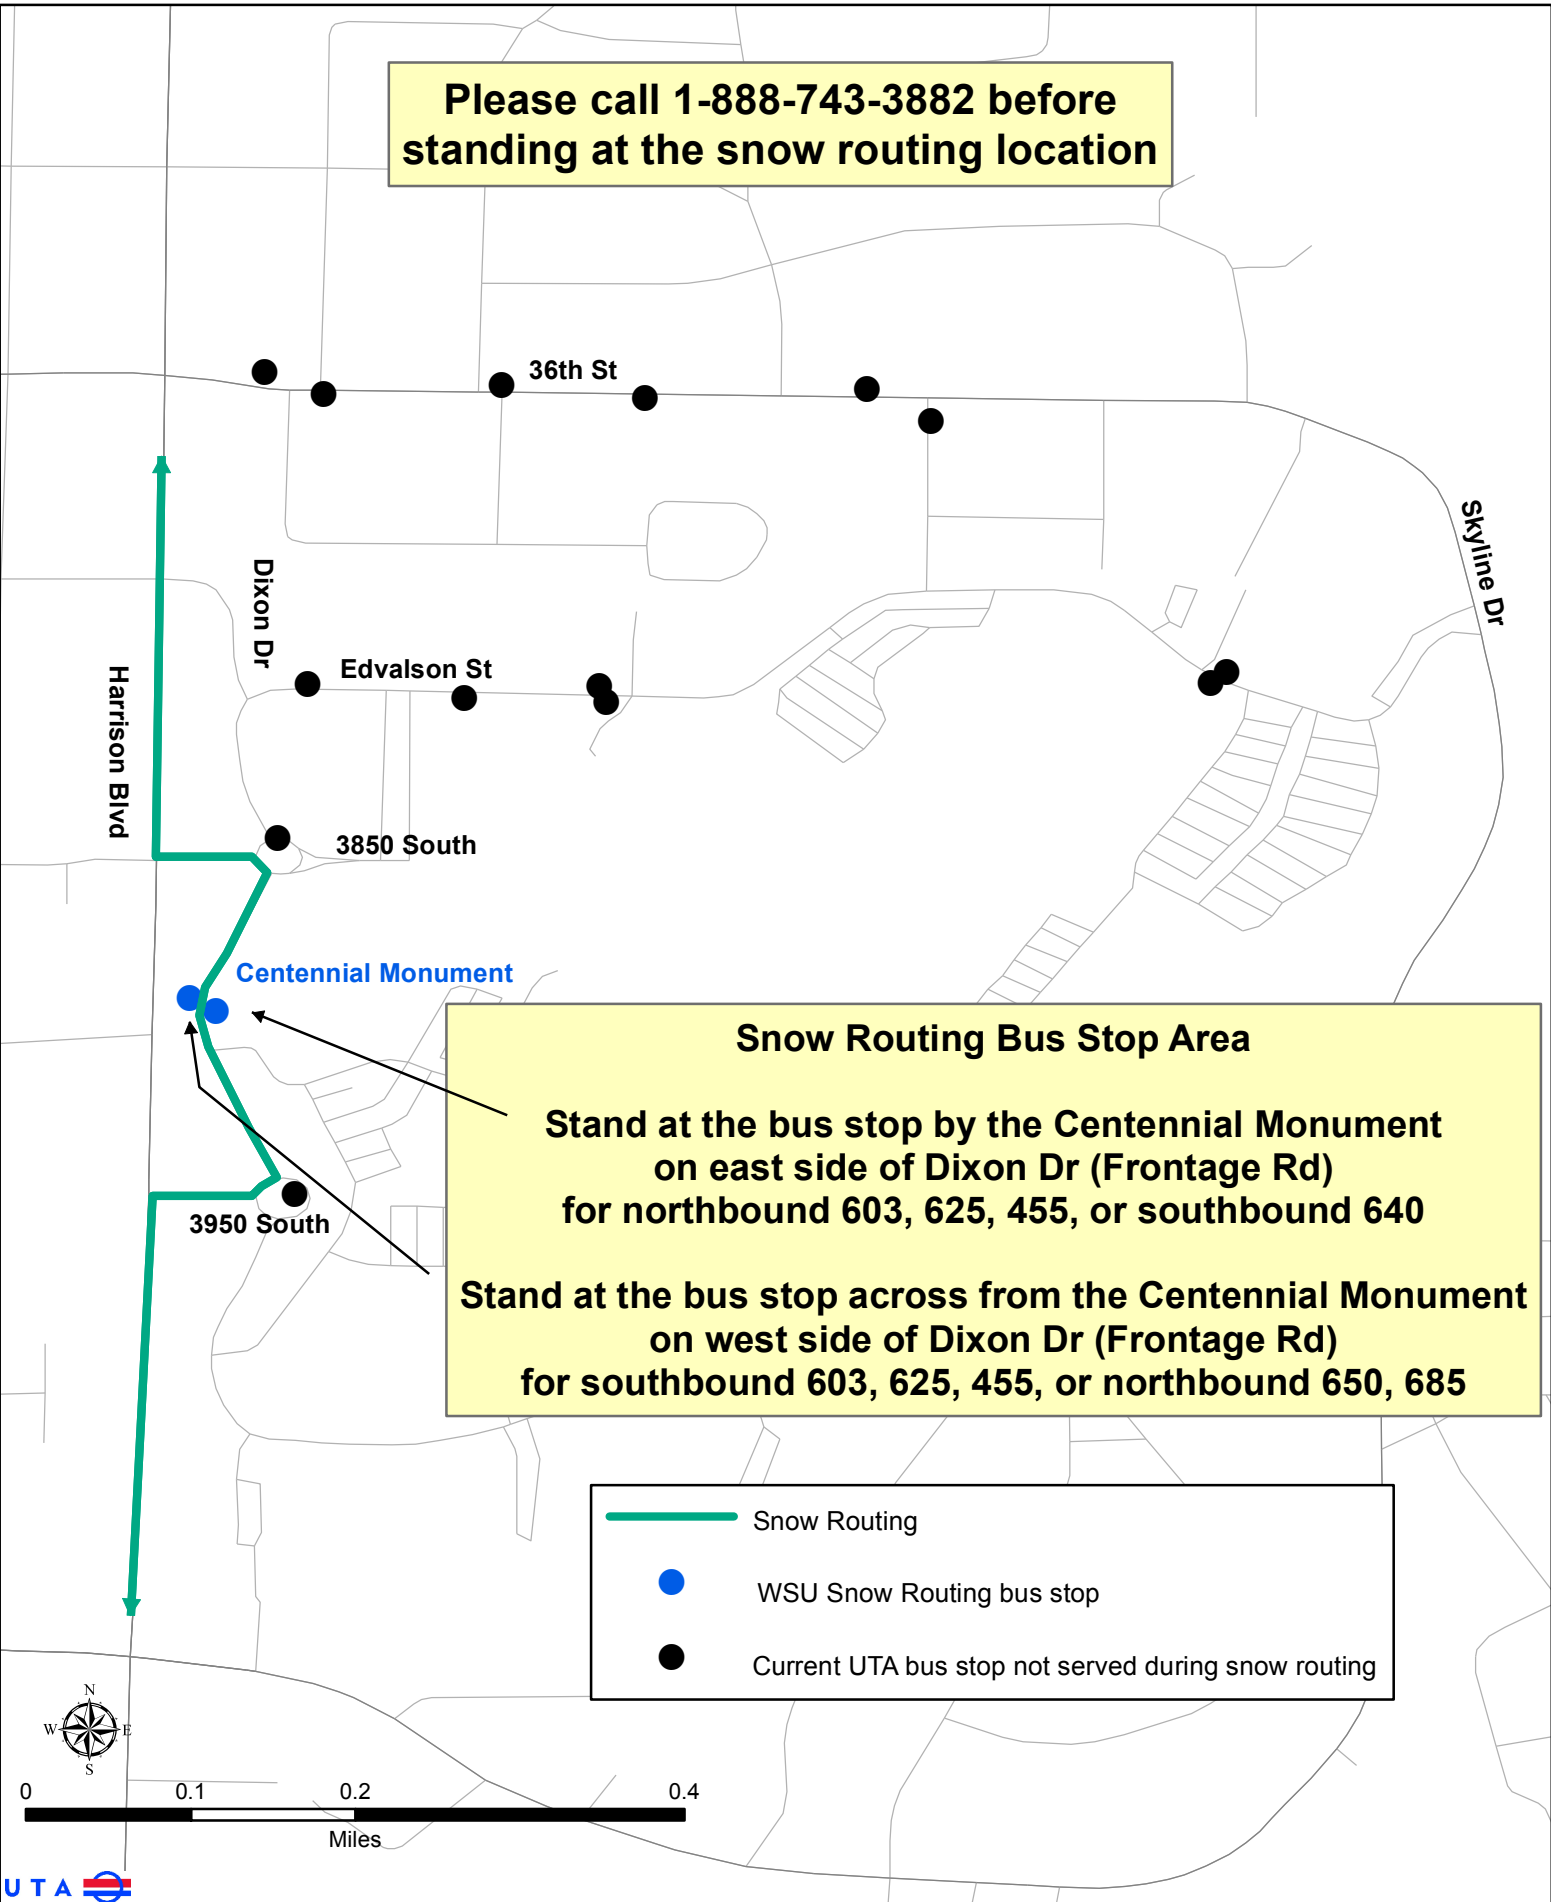 Please call 1-888-743-3882 before
standing at the snow routing location
36th St
Skyline Dr
Dixon Dr
Edvalson St
Harrison Blvd
3850 South
Centennial Monument
Snow Routing Bus Stop Area
Stand at the bus stop by the Centennial Monument
on east side of Dixon Dr (Frontage Rd)
for northbound 603, 625, 455, or southbound 640
3950 South
Stand at the bus stop across from the Centennial Monument
on west side of Dixon Dr (Frontage Rd)
for southbound 603, 625, 455, or northbound 650, 685
Snow Routing
WSU Snow Routing bus stop
Current UTA bus stop not served during snow routing
N
W E
S
0 0.1 0.2 0.4
Miles
UTA